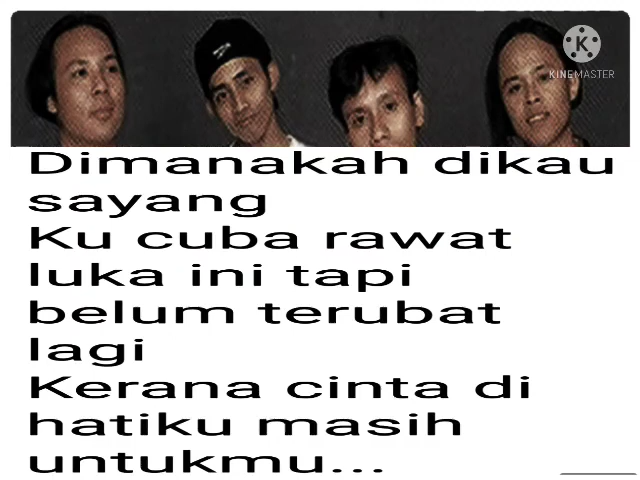 KINEMASTER
Dimanakah dikau
sayang
Ku cuba rawat
luka ini tapi
belum terubat
lagi
Kerana cinta di
hatiku masih
untukmu...